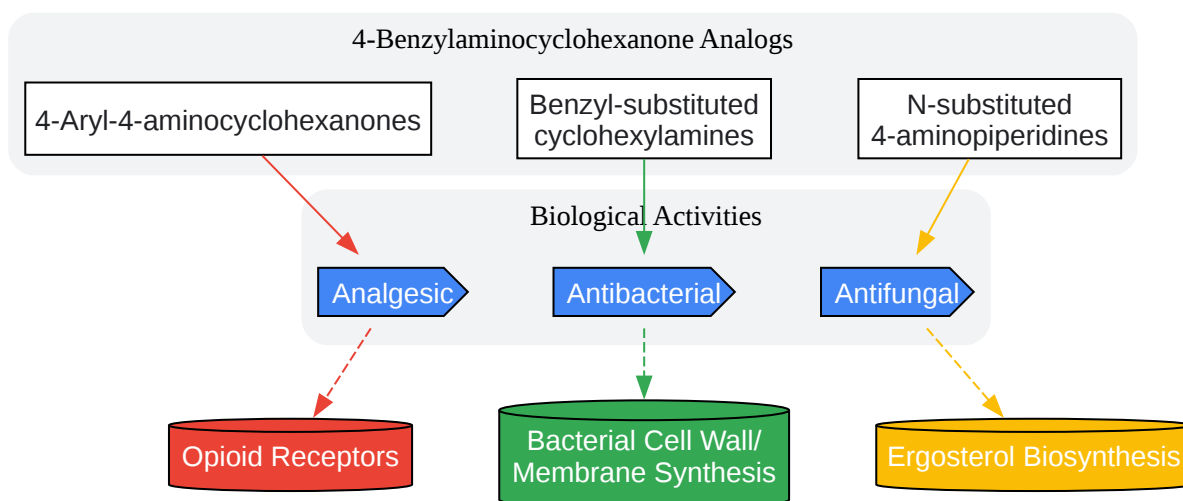 4-Benzylaminocyclohexanone Analogs
4-Aryl-4-aminocyclohexanones
Benzyl-substituted
cyclohexylamines
N-substituted
4-aminopiperidines
Biological Activities
Analgesic
Antibacterial
Antifungal
Opioid Receptors
Bacterial Cell Wall/
Membrane Synthesis
Ergosterol Biosynthesis